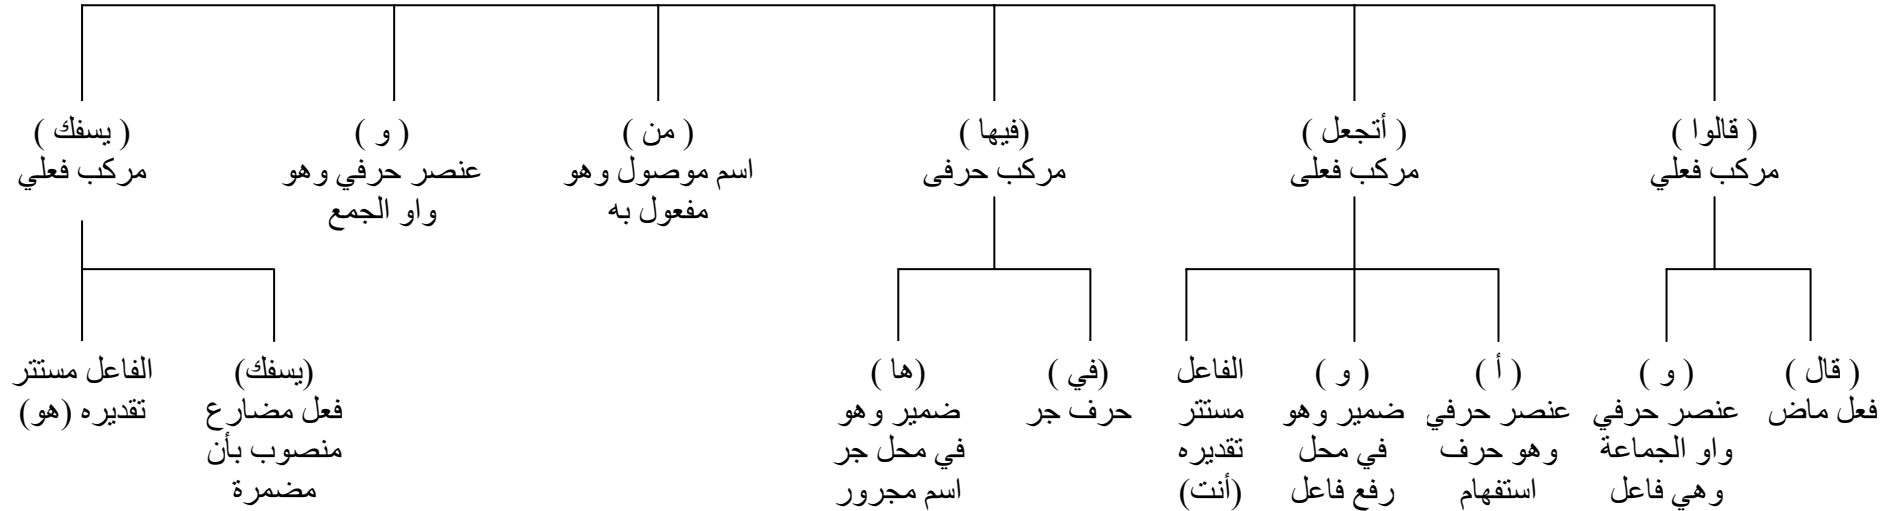 ( قالوا )
مركب فعلي
( أتجعل )
مركب فعلى
(فيها )
مركب حرفى
( من )
اسم موصول وهو
مفعول به
( و )
عنصر حرفي وهو
واو الجمع
( يسفك )
مركب فعلي
( قال )
فعل ماض
( و )
عنصر حرفي
واو الجماعة
وهي فاعل
( أ )
عنصر حرفي
وهو حرف
استفهام
( و )
ضمير وهو
في محل
رفع فاعل
الفاعل
مستتر
تقديره
(أنت)
(في )
حرف جر
(ها )
ضمير وهو
في محل جر
اسم مجرور
(يسفك)
فعل مضارع
منصوب بأن
مضمرة
الفاعل مستتر
تقديره (هو)